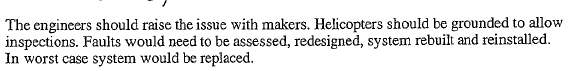 The engineers should raise the issue with makers. Helicopters should be grounded to allow
inspections. Faults would need to be assessed, redesigned, system rebuilt and reinstalled.
In worst case system would be replaced.